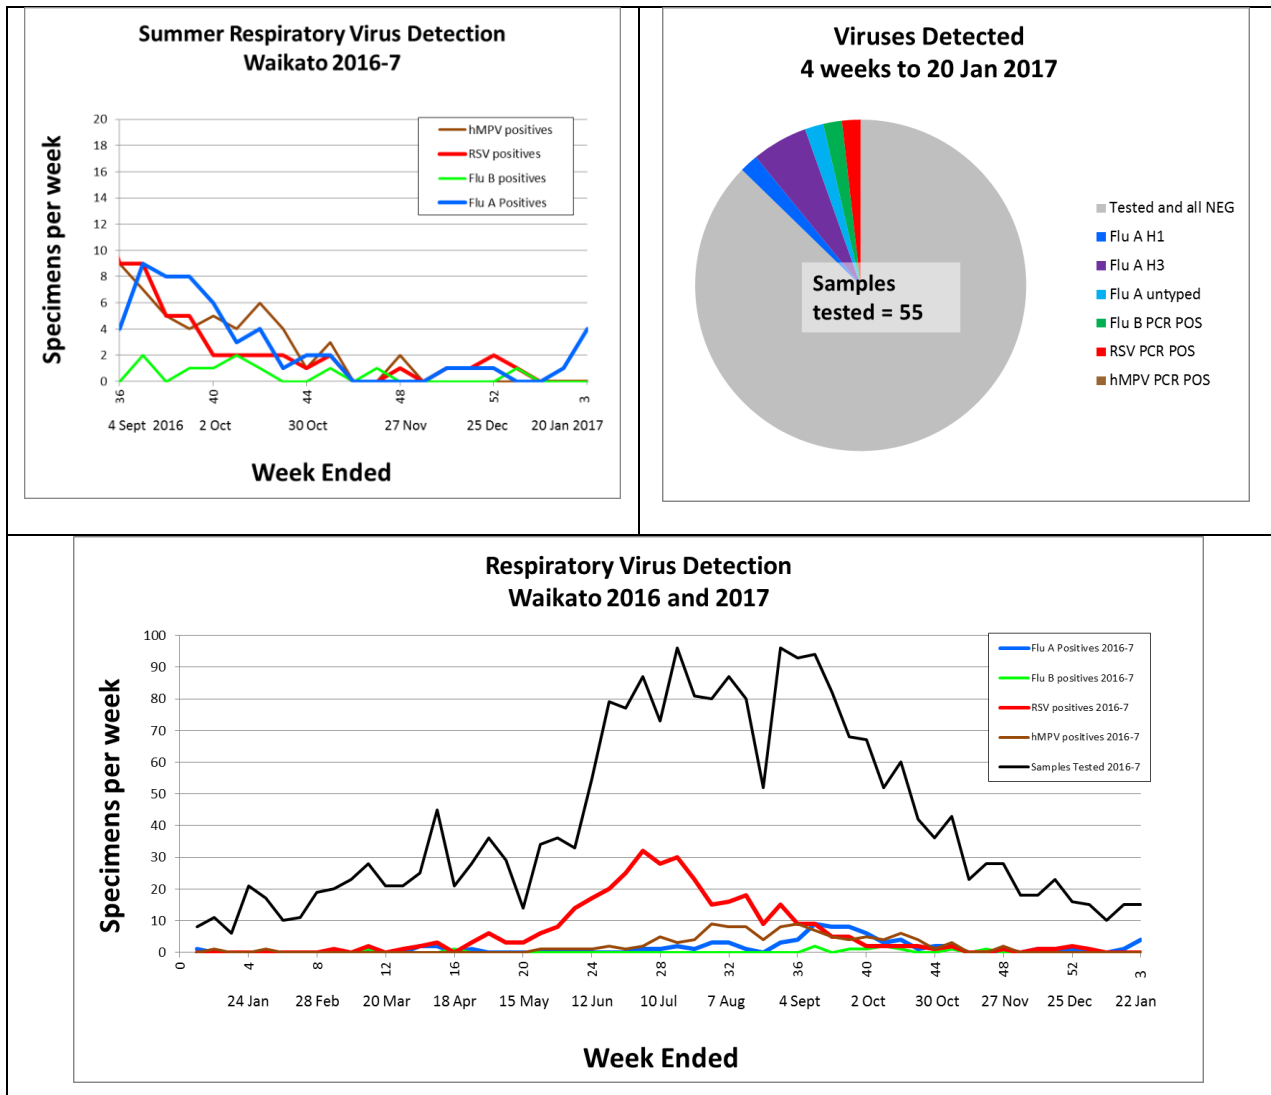 Summer Respiratory Virus Detection
Waikato 2016-7
Specimens per week
20
18
16
14
12
10
8
6
4
2
0
hMPV positives
RSV positives
Flu B positives
Flu A Positives
36 40 44 48 52 3
4 Sept 2016 2 Oct 30 Oct 27 Nov 25 Dec 20 Jan 2017
Week Ended
Viruses Detected
4 weeks to 20 Jan 2017
Samples
tested = 55
Tested and all NEG
Flu A H1
Flu A H3
Flu A untyped
Flu B PCR POS
RSV PCR POS
hMPV PCR POS
Respiratory Virus Detection
Waikato 2016 and 2017
Specimens per week
100
90
80
70
60
50
40
30
20
10
0
Flu A Positives 2016-7
Flu B positives 2016-7
RSV positives 2016-7
hMPV positives 2016-7
Samples Tested 2016-7
0 4 8 12 16 20 24 28 32 36 40 44 48 52 3
24 Jan 28 Feb 20 Mar 18 Apr 15 May 12 Jun 10 Jul 7 Aug 4 Sept 2 Oct 30 Oct 27 Nov 25 Dec 22 Jan
Week Ended